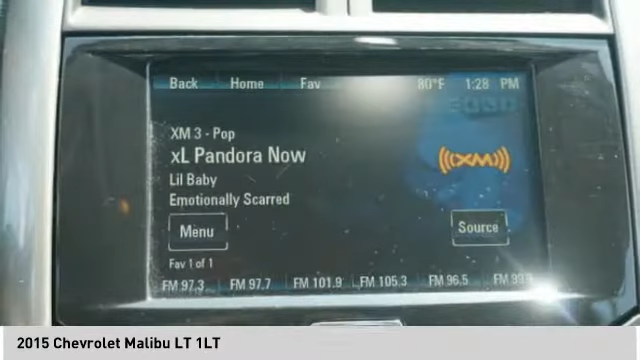 Back Home Fav 80°F 1:28 PM
XM 3 - Pop
xL Pandora Now
((XM))
Lil Baby
Emotionally Scarred
Menu Source
Fav 1 of 1
FM 97.3 FM 97.7 FM 101.9 FM 105.3 FM 96.5
2015 Chevrolet Malibu LT 1LT